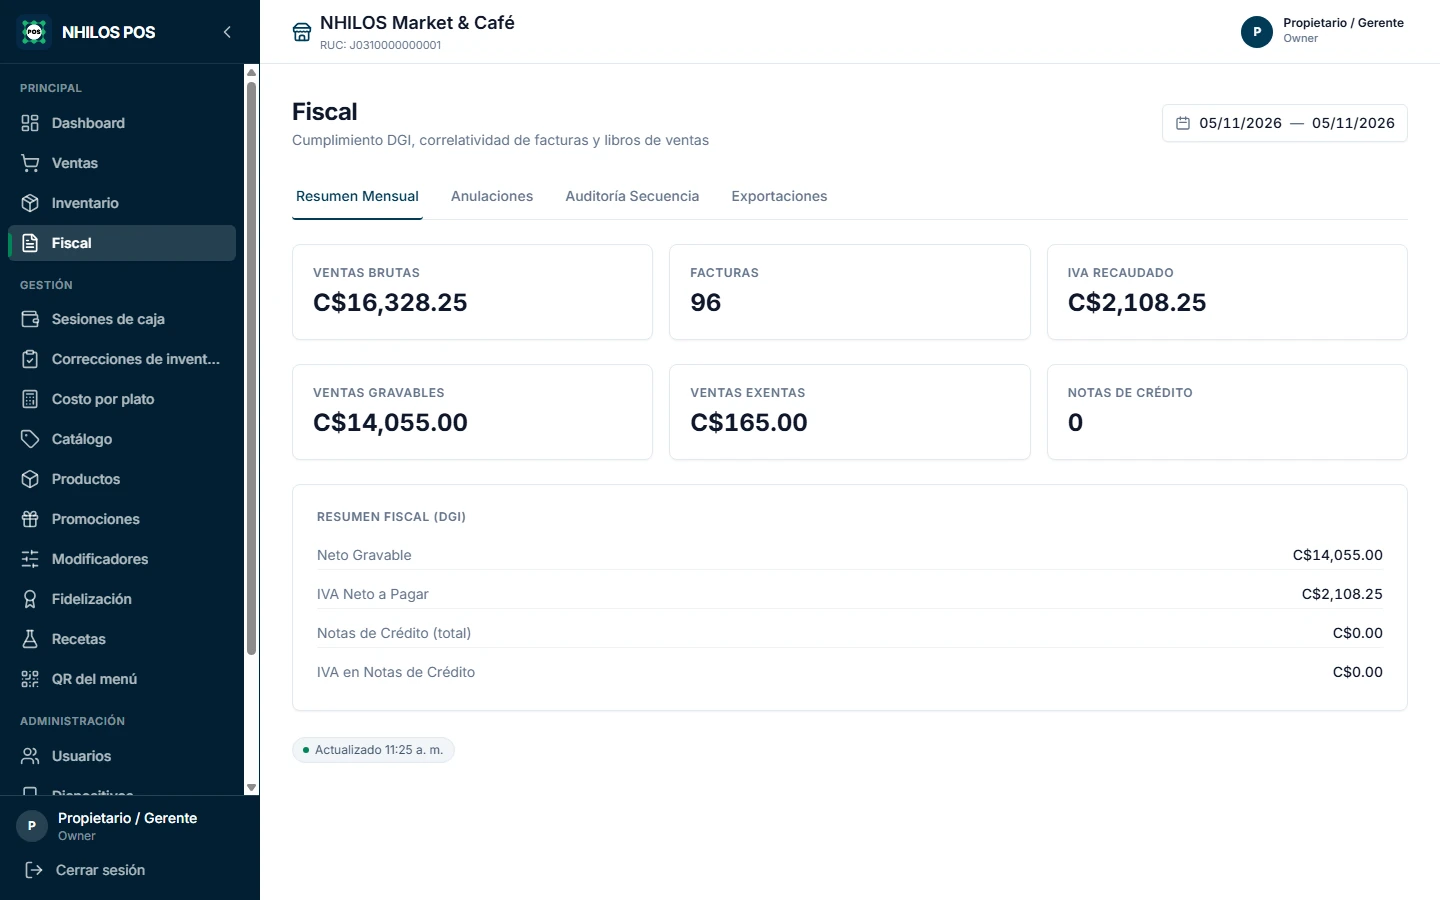 POS
NHILOS POS
PRINCIPAL
Dashboard
Ventas
Inventario
Fiscal
GESTIÓN
Sesiones de caja
Correcciones de invent...
Costo por plato
Catálogo
Productos
Promociones
Modificadores
Fidelización
Recetas
QR del menú
ADMINISTRACIÓN
Usuarios
Dispositivos
P
Propietario / Gerente
Owner
Cerrar sesión
NHILOS Market & Café
RUC: J0310000000001
P
Propietario / Gerente
Owner
Fiscal
Cumplimiento DGI, correlatividad de facturas y libros de ventas
05/11/2026 — 05/11/2026
Resumen Mensual Anulaciones Auditoría Secuencia Exportaciones
VENTAS BRUTAS
C$16,328.25
FACTURAS
96
IVA RECAUDADO
C$2,108.25
VENTAS GRAVABLES
C$14,055.00
VENTAS EXENTAS
C$165.00
NOTAS DE CRÉDITO
0
RESUMEN FISCAL (DGI)
Neto Gravable C$14,055.00
IVA Neto a Pagar C$2,108.25
Notas de Crédito (total) C$0.00
IVA en Notas de Crédito C$0.00
Actualizado 11:25 a. m.